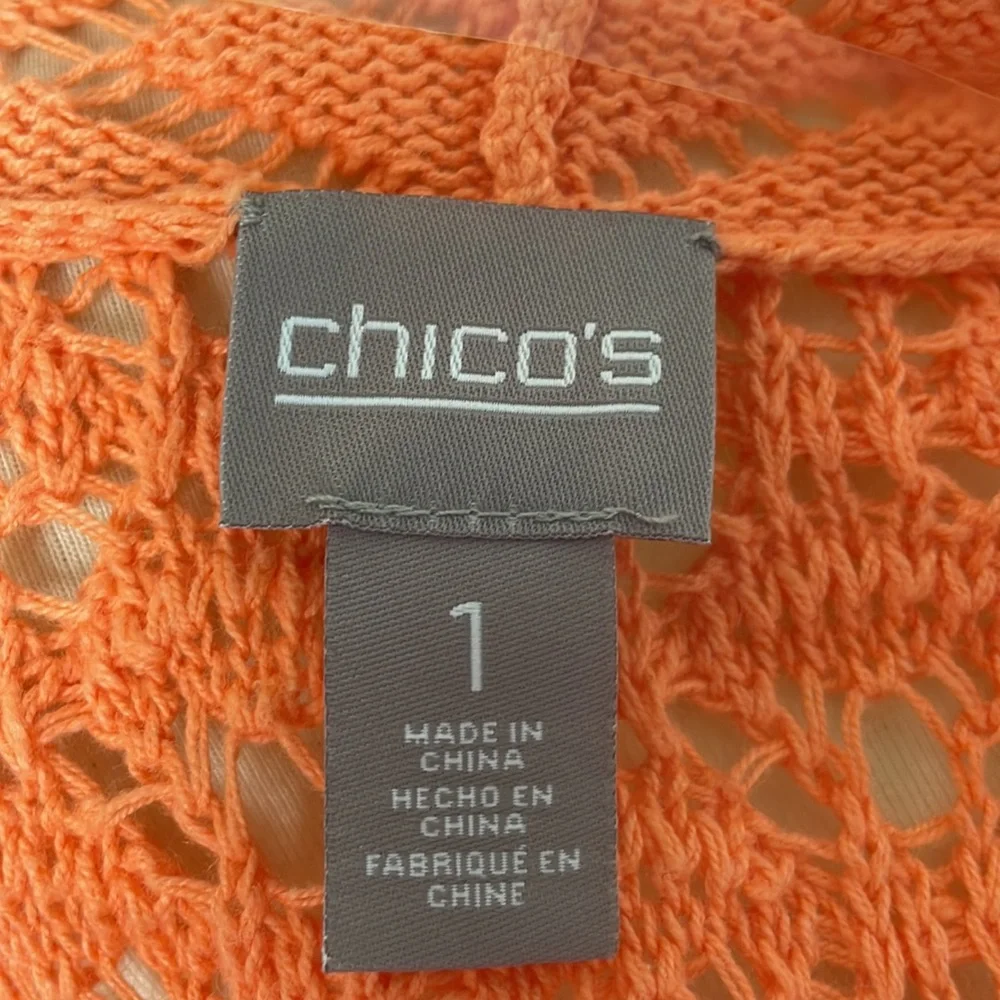 chico's
1
MADE IN
CHINA
HECHO EN
CHINA
FABRIQUÉ EN
CHINE